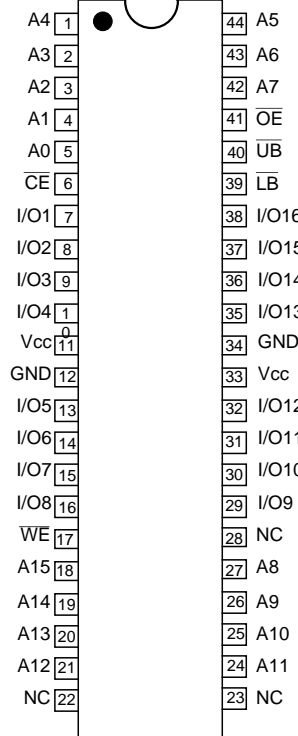 A4 1 44 A5
A3 2 43 A6
A2 3 42 A7
A1 4 41 OE
A0 5 40 UB
CE 6 39 LB
I/O1 7 38 I/O16
I/O2 8 37 I/O15
I/O3 9 36 I/O14
I/O4 10 35 I/O13
Vcc 11 34 GND
GND 12 33 Vcc
I/O5 13 32 I/O12
I/O6 14 31 I/O11
I/O7 15 30 I/O10
I/O8 16 29 I/O9
WE 17 28 NC
A15 18 27 A8
A14 19 26 A9
A13 20 25 A10
A12 21 24 A11
NC 22 23 NC